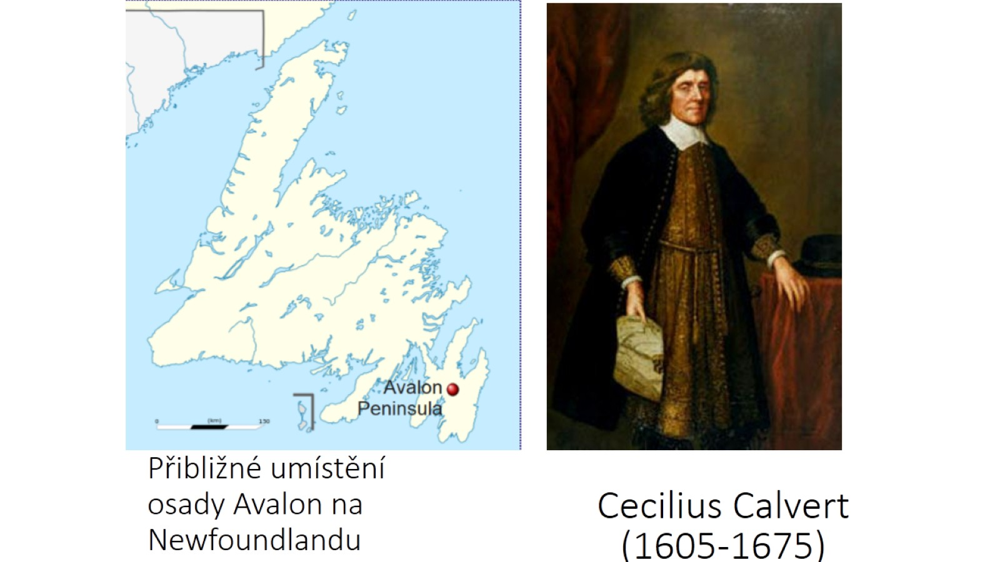 Avalon
Peninsula
0 (km) 150
Přibližné umístění
osady Avalon na
Newfoundlandu
Cecilius Calvert
(1605-1675)